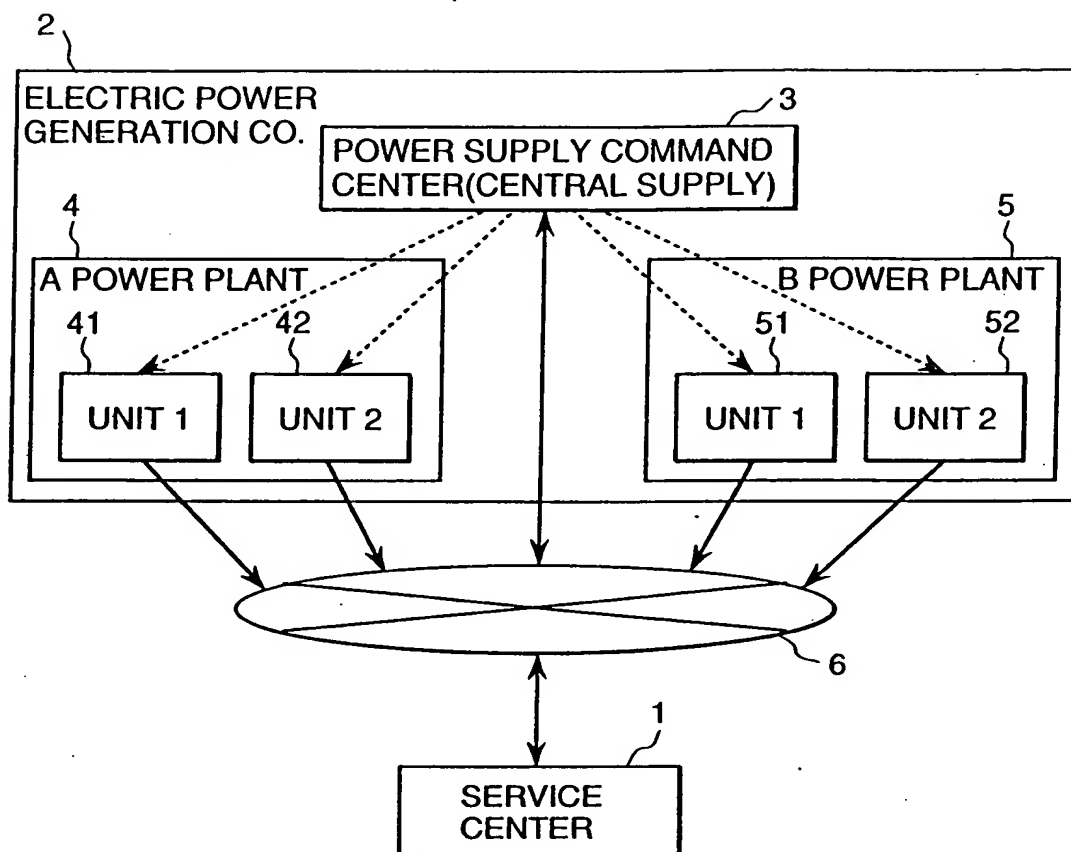 2
ELECTRIC POWER
GENERATION CO.
3
POWER SUPPLY COMMAND
CENTER(CENTRAL SUPPLY)
4
A POWER PLANT
41
UNIT 1
42
UNIT 2
5
B POWER PLANT
51
UNIT 1
52
UNIT 2
6
1
SERVICE
CENTER